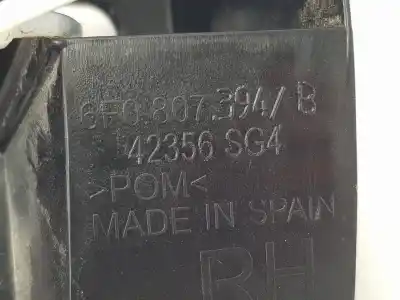 6F0.807.394/B
42356 SG4
>POM<
MADE IN SPAIN
RH